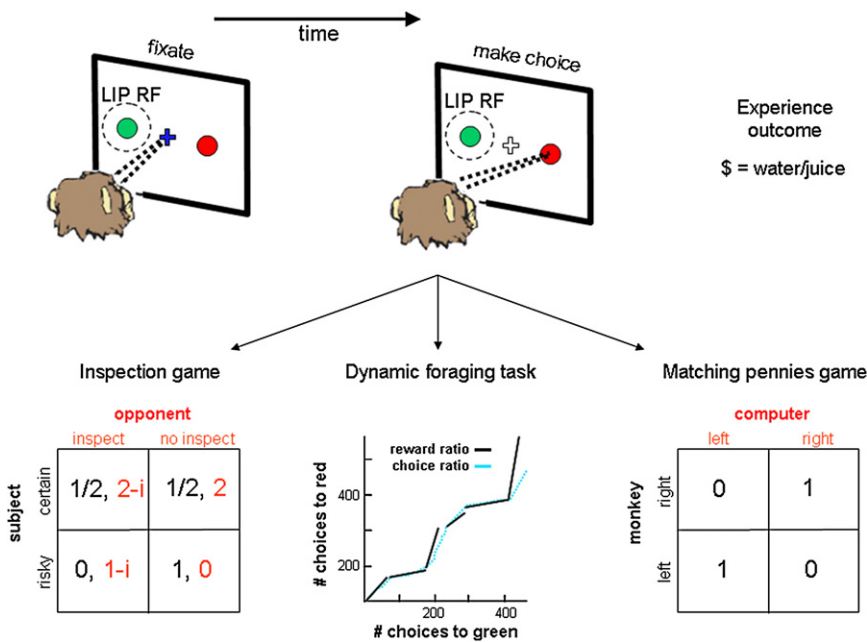 time
fixate
make choice
LIP RF
LIP RF
Experience
outcome
$ = water/juice
Inspection game
Dynamic foraging task
Matching pennies game
opponent
inspect
no inspect
subject
certain
1/2, 2-i
1/2, 2
risky
0, 1-i
1, 0
reward ratio
choice ratio
# choices to red
400
200
200
400
# choices to green
computer
left
right
monkey
right
0
1
left
1
0